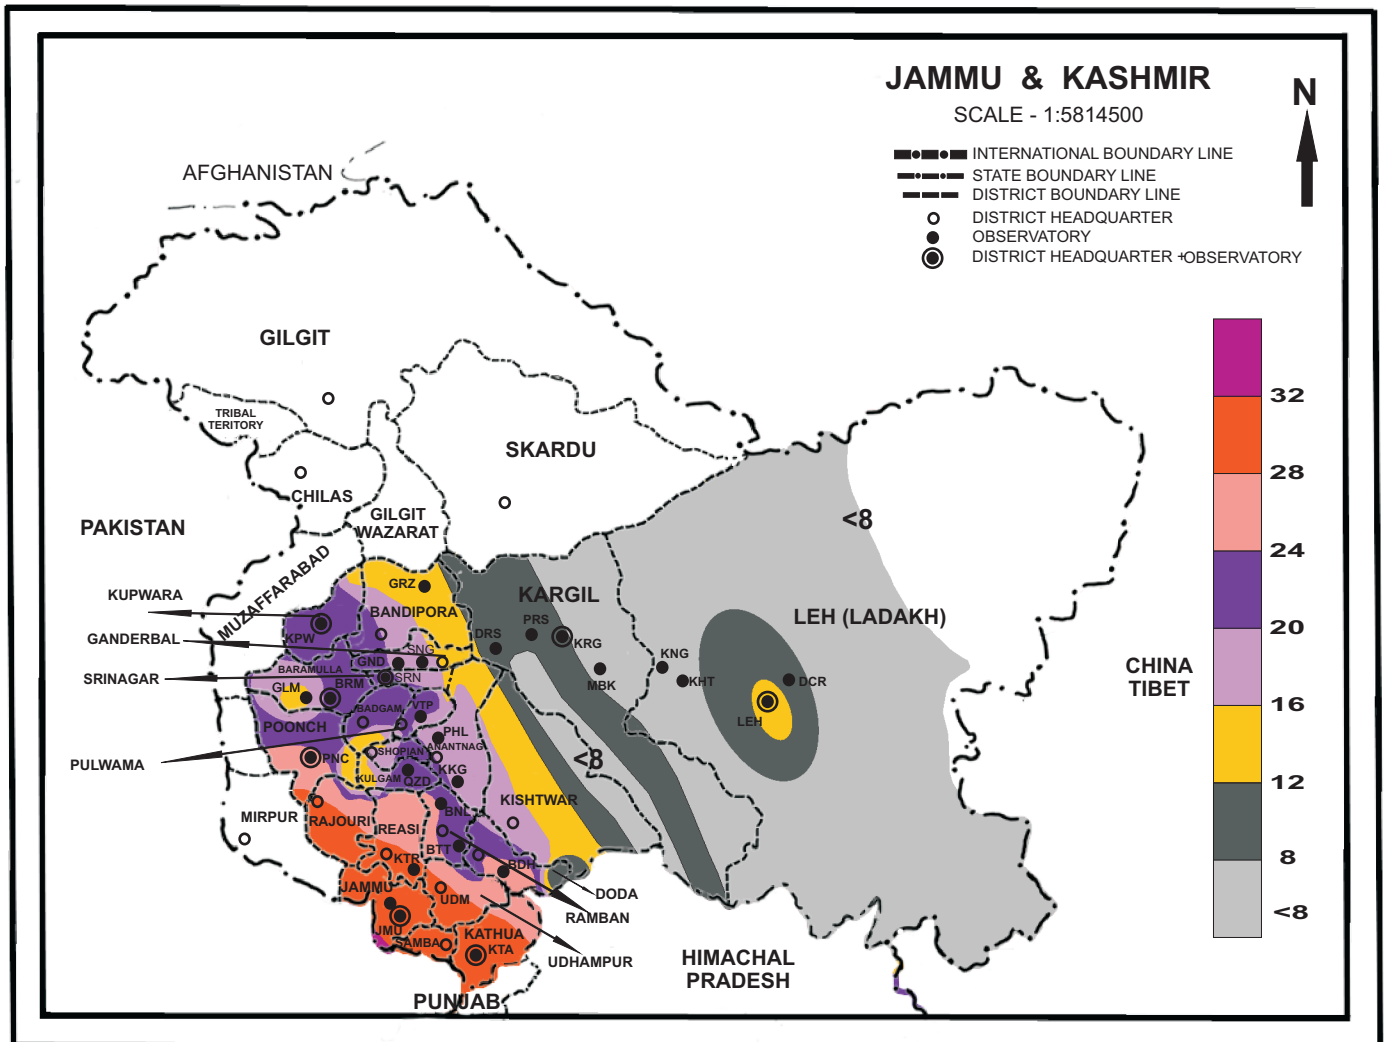 JAMMU & KASHMIR
SCALE - 1:5814500
N
INTERNATIONAL BOUNDARY LINE
STATE BOUNDARY LINE
DISTRICT BOUNDARY LINE
DISTRICT HEADQUARTER
OBSERVATORY
DISTRICT HEADQUARTER +OBSERVATORY
AFGHANISTAN
GILGIT
TRIBAL
TERITORY
SKARDU
CHILAS
GILGIT
WAZARAT
PAKISTAN
MUZAFFARABAD
<8
32
28
24
20
16
12
8
<8
KUPWARA
GANDERBAL
SRINAGAR
PULWAMA
GRZ
BANDIPORA
KARGIL
LEH (LADAKH)
KPW
PRS
DRS
KRG
SNG
GND
KNG
BARAMULLA
SRN
MBK
KHT
DCR
CHINA
TIBET
GLM
BRM
BADGAM
VTP
LEH
POONCH
PHL
ANANTNAG
SHOPIAN
PNC
<8
KULGAM
QZD
KKG
KISHTWAR
MIRPUR
RAJOURI
BNL
REASI
BTT
KTR
BDH
JAMMU
UDM
DODA
RAMBAN
JMU
SAMBA
KATHUA
KTA
UDHAMPUR
HIMACHAL
PRADESH
PUNJAB